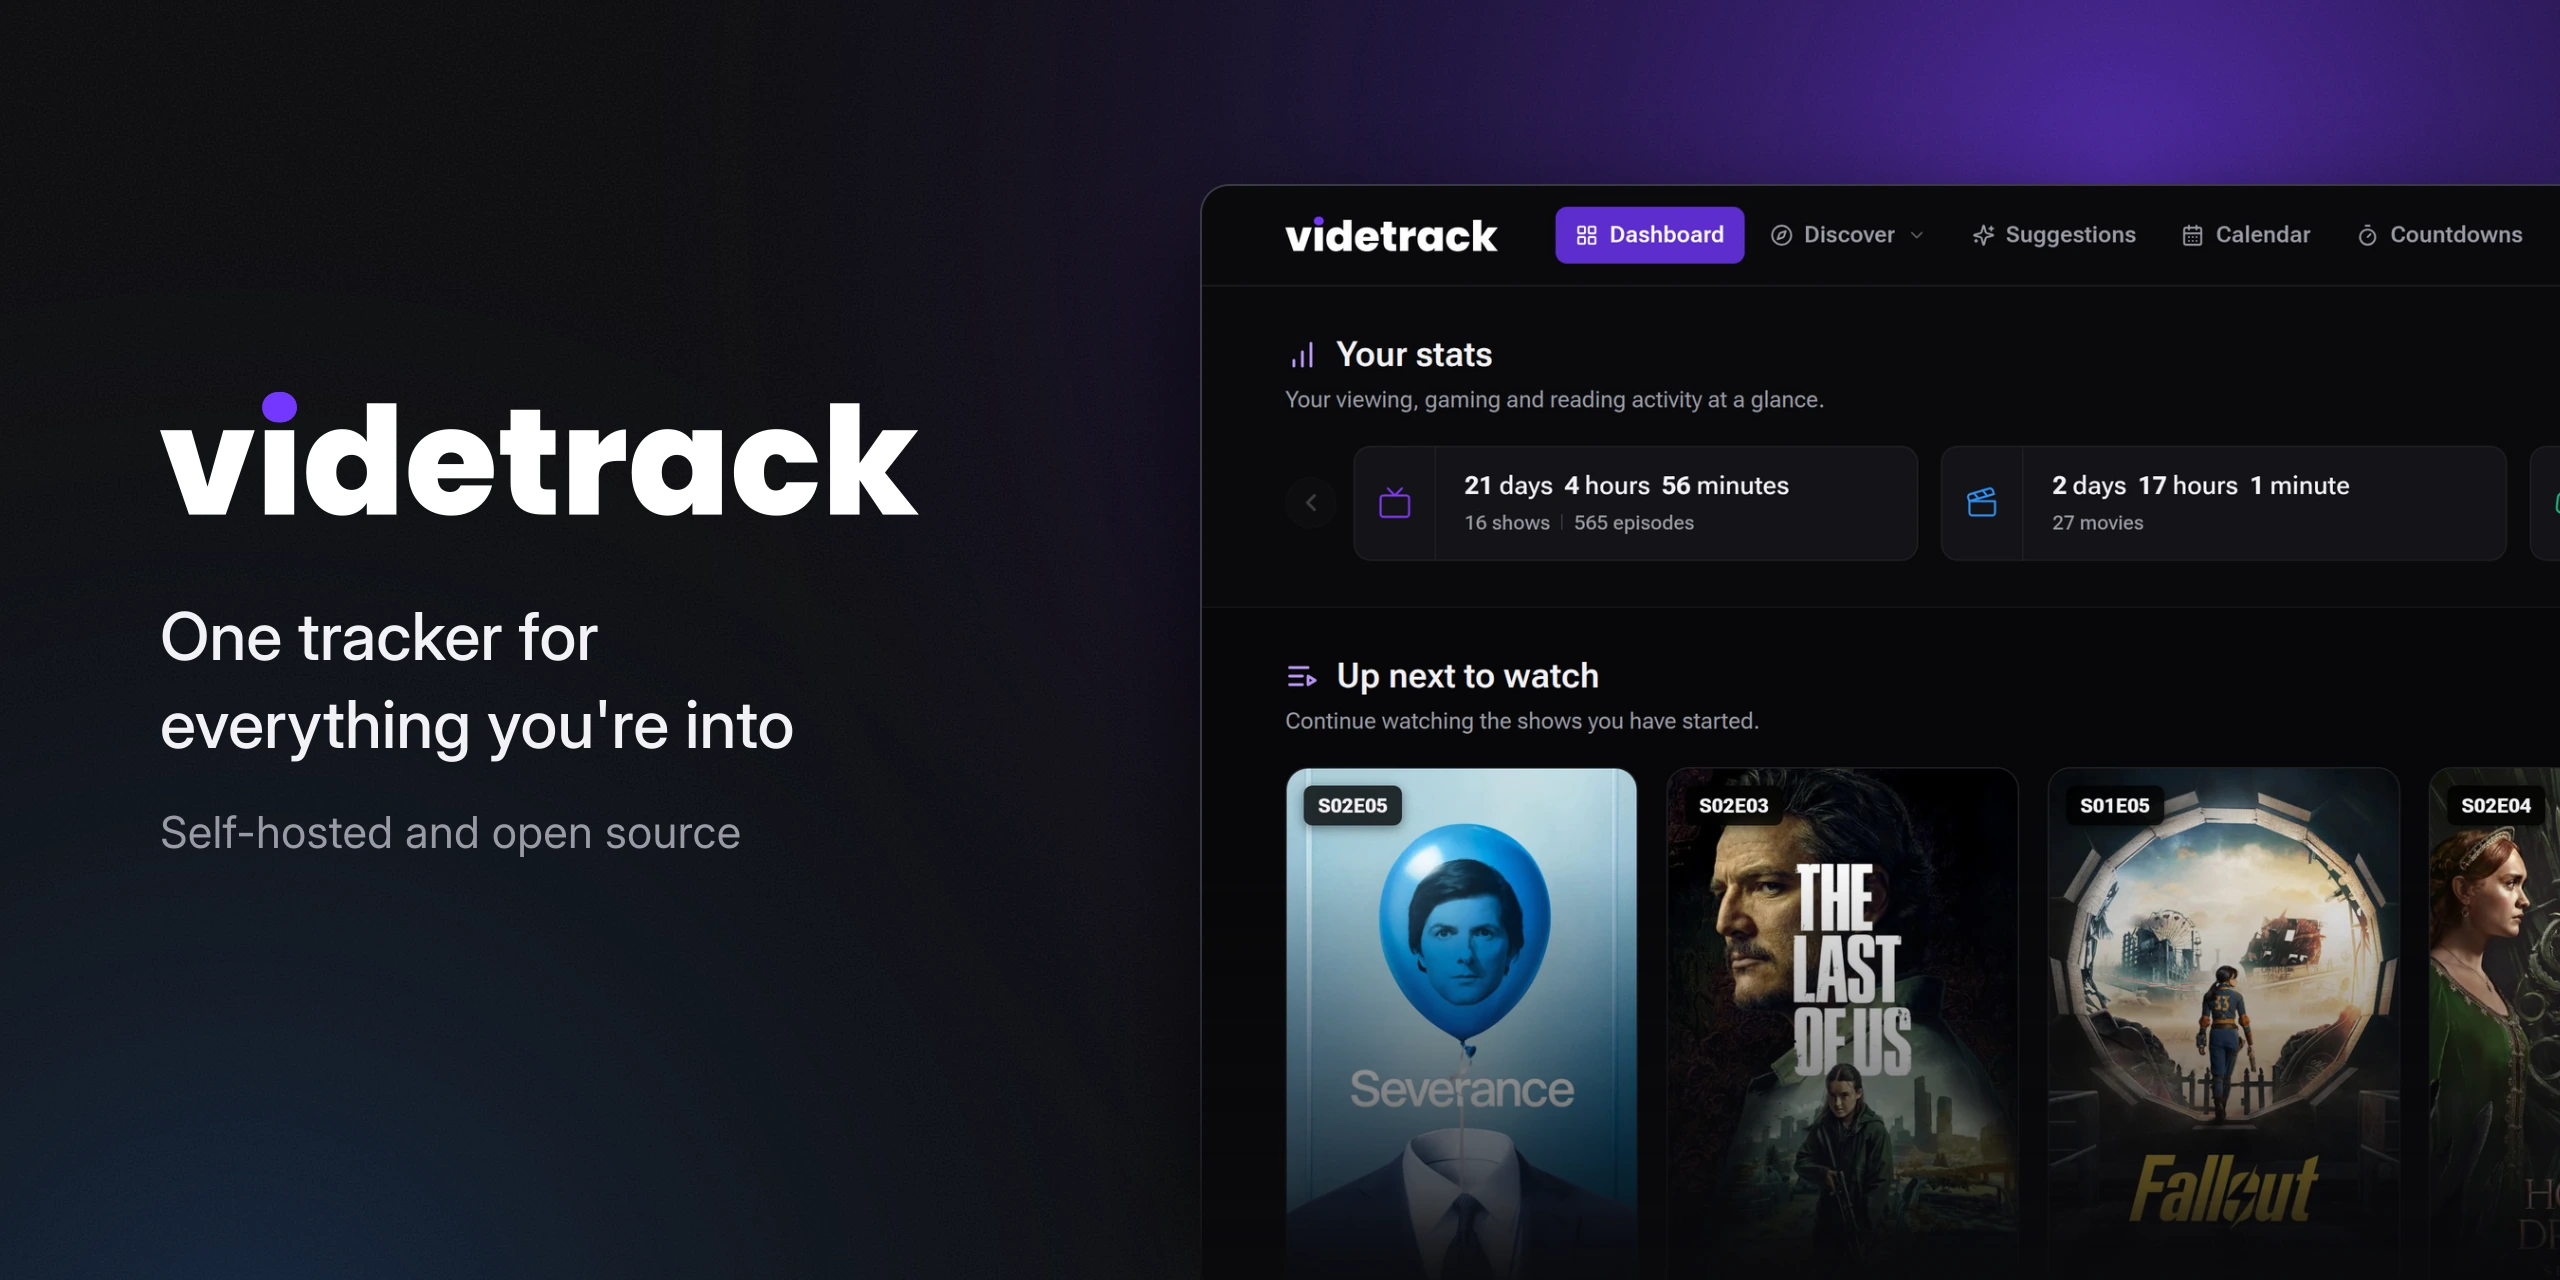 videtrack
One tracker for
everything you're into
Self-hosted and open source
videtrack
Dashboard
Discover
Suggestions
Calendar
Countdowns
Your stats
Your viewing, gaming and reading activity at a glance.
21 days 4 hours 56 minutes
16 shows | 565 episodes
2 days 17 hours 1 minute
27 movies
Up next to watch
Continue watching the shows you have started.
S02E05
Severance
S02E03
THE
LAST
OF US
S01E05
33
Fallout
S02E04